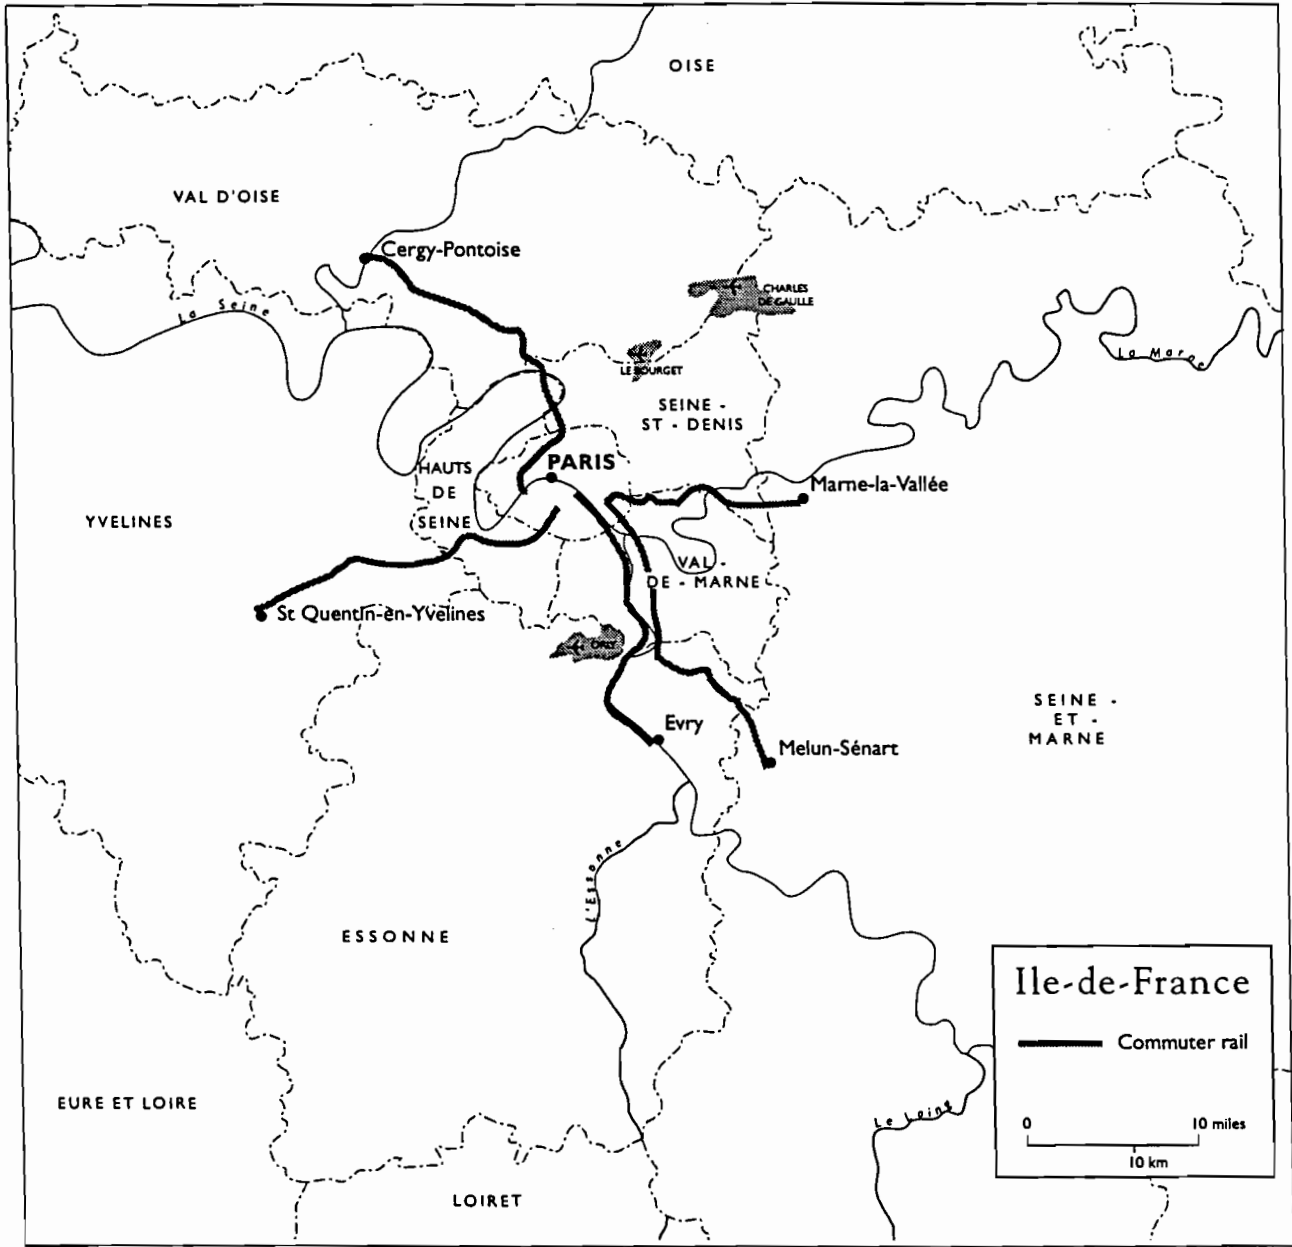 OISE
VAL D'OISE
Cergy-Pontoise
La Seine
CHARLES
DE GAULLE
La Marne
LE BOURGET
SEINE -
ST - DENIS
HAUTS
DE
SEINE
PARIS
Marne-la-Vallée
YVELINES
VAL -
DE - MARNE
St Quentin-en-Yvelines
ORLY
SEINE -
ET -
MARNE
Evry
Melun-Sénart
L'Essonne
ESSONNE
Ile-de-France
Commuter rail
EURE ET LOIRE
Le Loing
0 10 miles
10 km
LOIRET